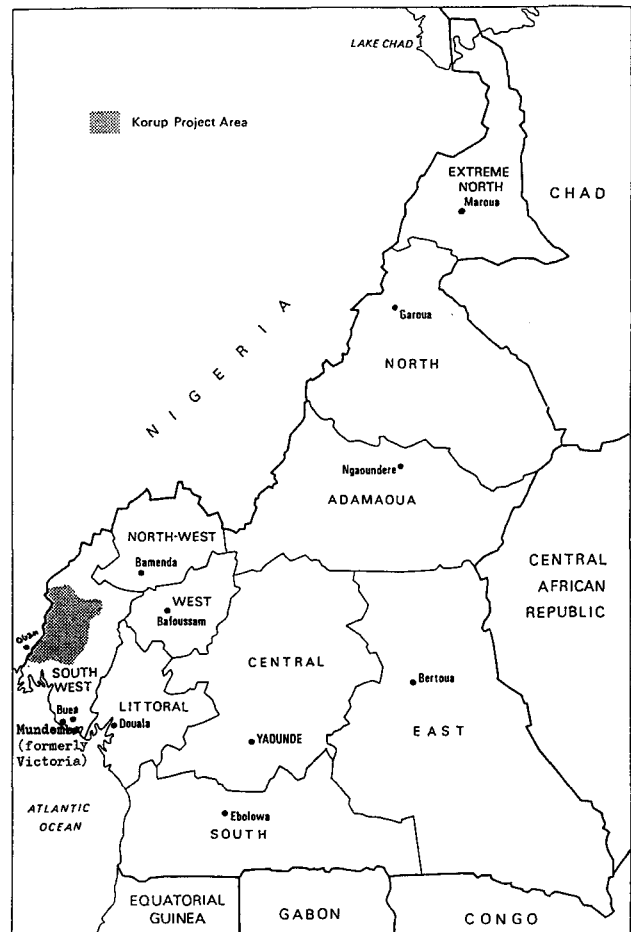 LAKE CHAD
Korup Project Area
EXTREME
NORTH
Maroua
CHAD
Garoua
NORTH
NIGERIA
Ngaoundere
ADAMAOUA
NORTH-WEST
Bamenda
CENTRAL
AFRICAN
REPUBLIC
WEST
Bafoussam
Oban
CENTRAL
SOUTH
WEST
Bertoua
LITTORAL
Buea
Douala
EAST
Mundemba
(formerly
Victoria)
YAOUNDE
ATLANTIC
OCEAN
Ebolowa
SOUTH
EQUATORIAL
GUINEA
GABON
CONGO